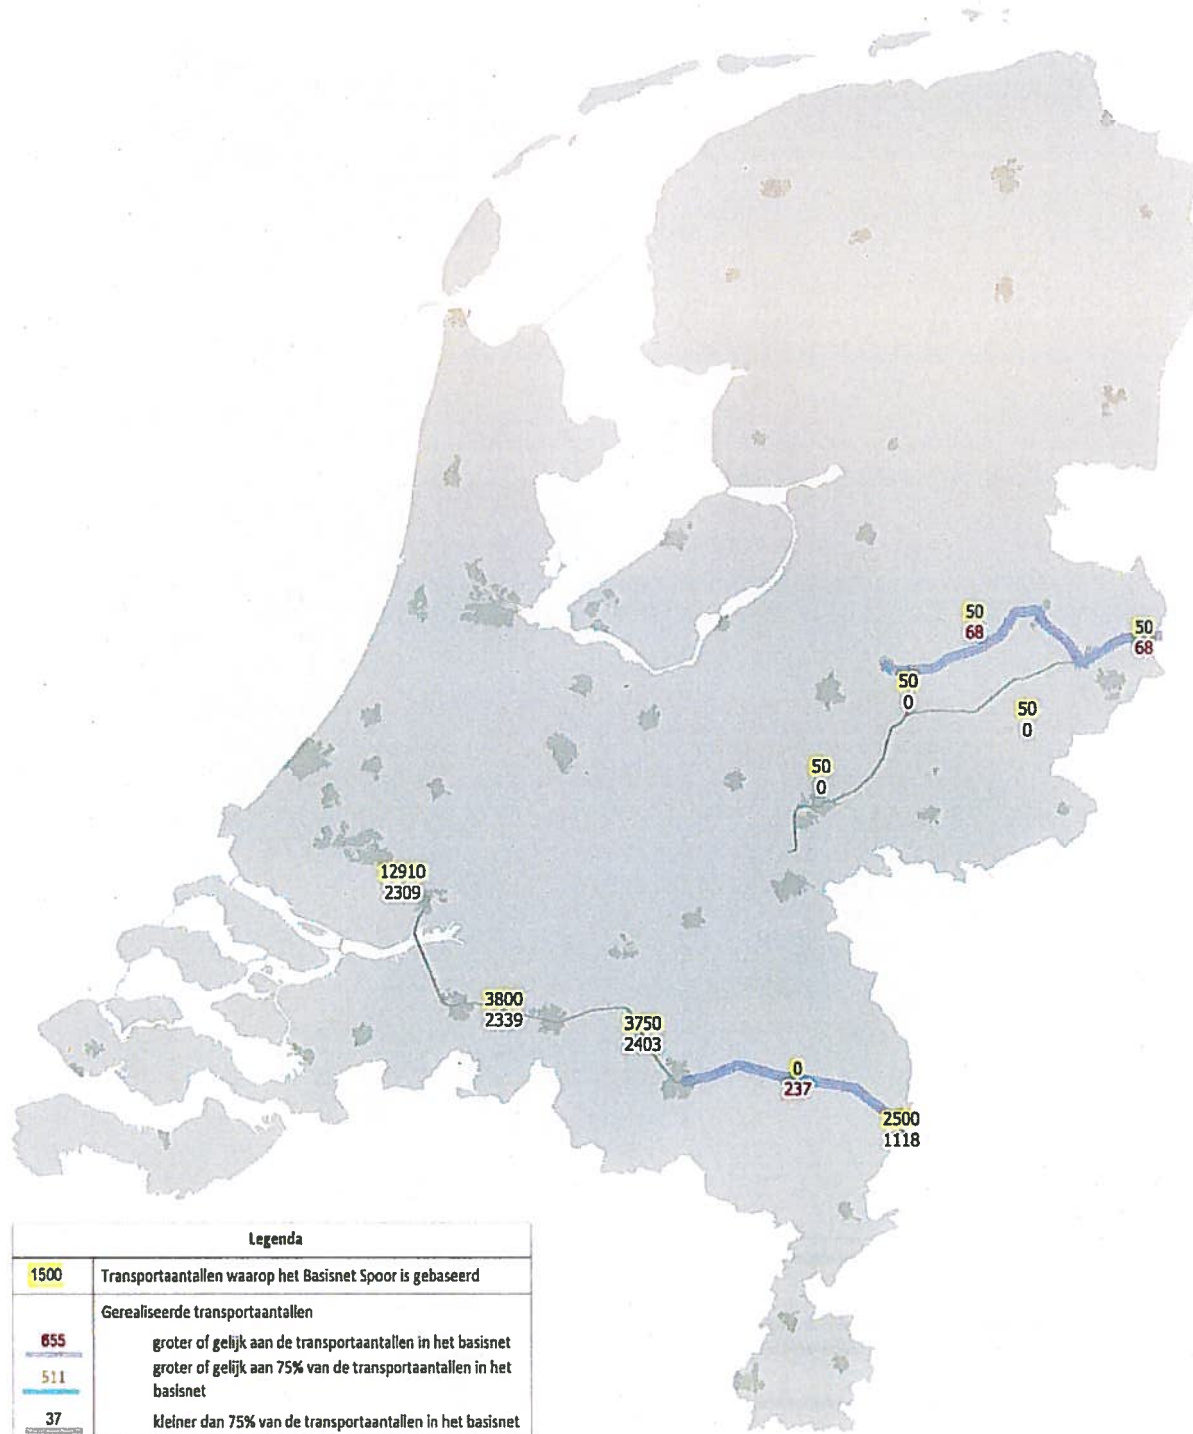 50
68
50
68
50
0
50
0
50
0
12910
2309
3800
2339
3750
2403
0
237
2500
1118
Legenda
1500 Transportaantallen waarop het Basisnet Spoor is gebaseerd
Gerealiseerde transportaantallen
655 groter of gelijk aan de transportaantallen in het basisnet
511 groter of gelijk aan 75% van de transportaantallen in het
basisnet
37 kleiner dan 75% van de transportaantallen in het basisnet